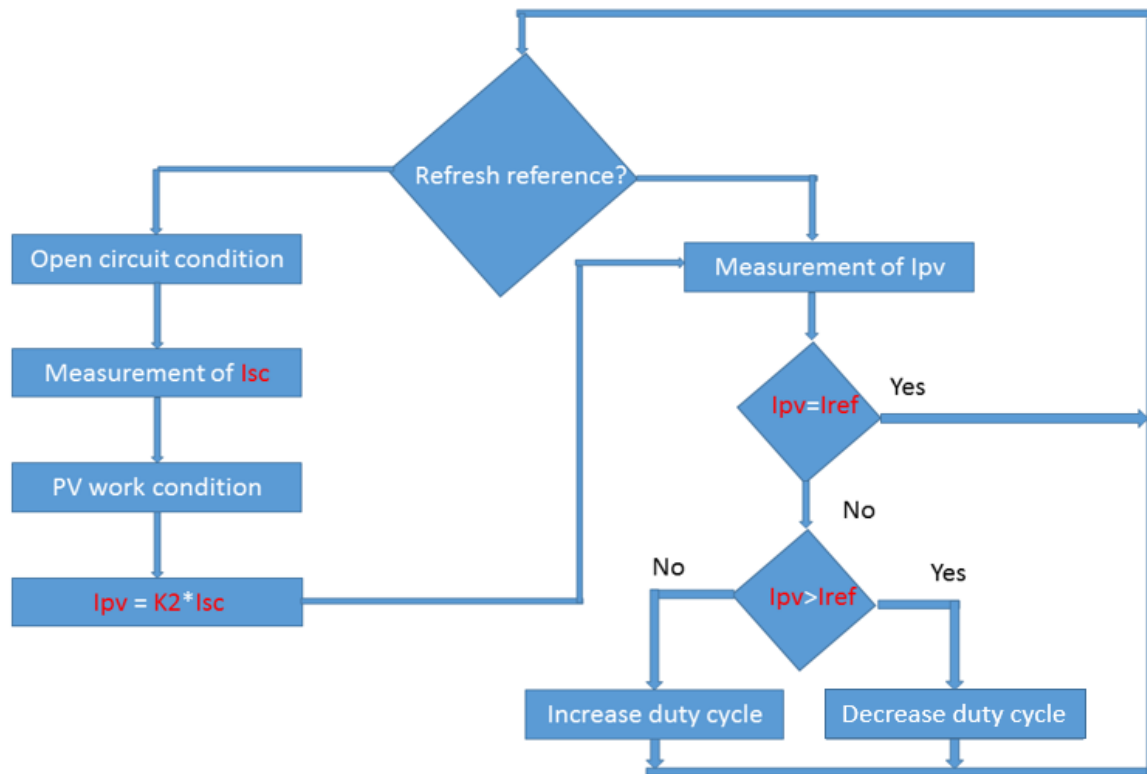 Refresh reference?
Open circuit condition
Measurement of Isc
PV work condition
Ipv = K2*Isc
Measurement of Ipv
Ipv=Iref
Yes
No
Ipv>Iref
No
Yes
Increase duty cycle
Decrease duty cycle